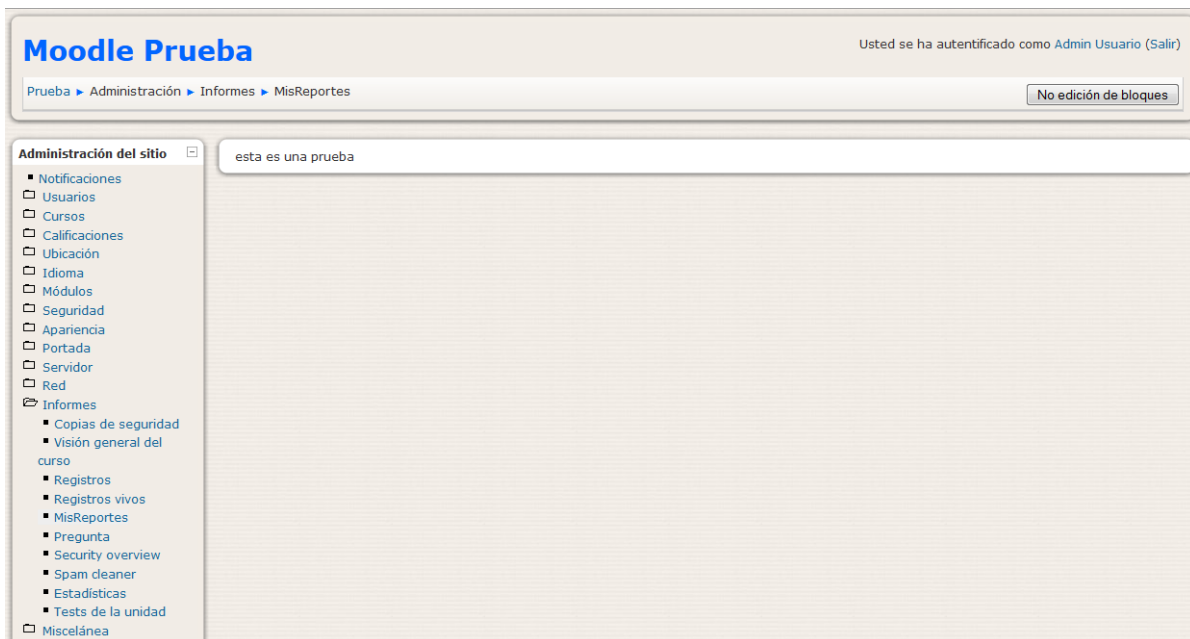 Moodle Prueba
Usted se ha autentificado como Admin Usuario (Salir)
Prueba ► Administración ► Informes ► MisReportes
No edición de bloques
Administración del sitio
esta es una prueba
Notificaciones
Usuarios
Cursos
Calificaciones
Ubicación
Idioma
Módulos
Seguridad
Apariencia
Portada
Servidor
Red
Informes
Copias de seguridad
Visión general del
curso
Registros
Registros vivos
MisReportes
Pregunta
Security overview
Spam cleaner
Estadísticas
Tests de la unidad
Miscelánea